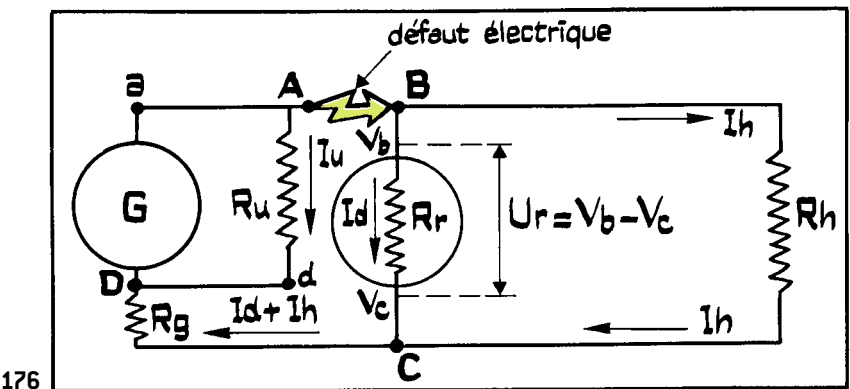 défaut électrique
a
A
B
Ih
Vb
Iu
G
Ru
Id
Rr
Ur = Vb - Vc
Rh
D
d
Vc
Rg
Id + Ih
Ih
C
176